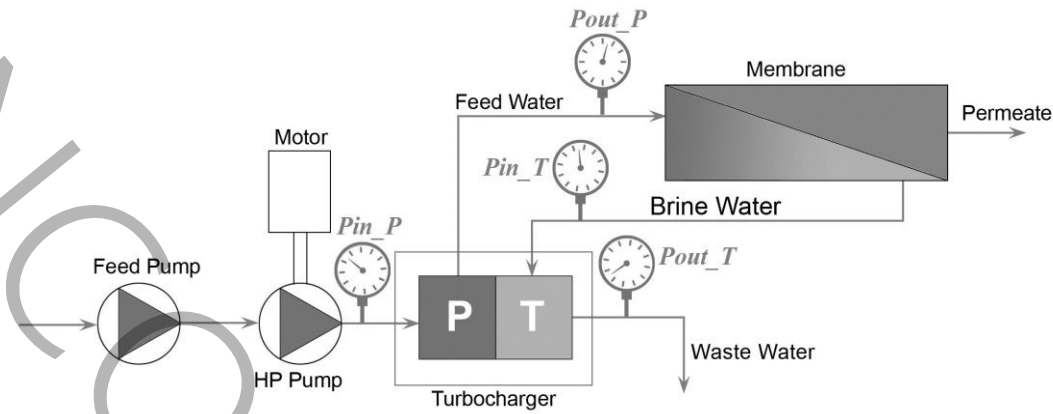 Pout_P
Membrane
Feed Water
Permeate
Motor
Pin_T
Brine Water
Pin_P
Pout_T
Feed Pump
P T
Waste Water
HP Pump
Turbocharger